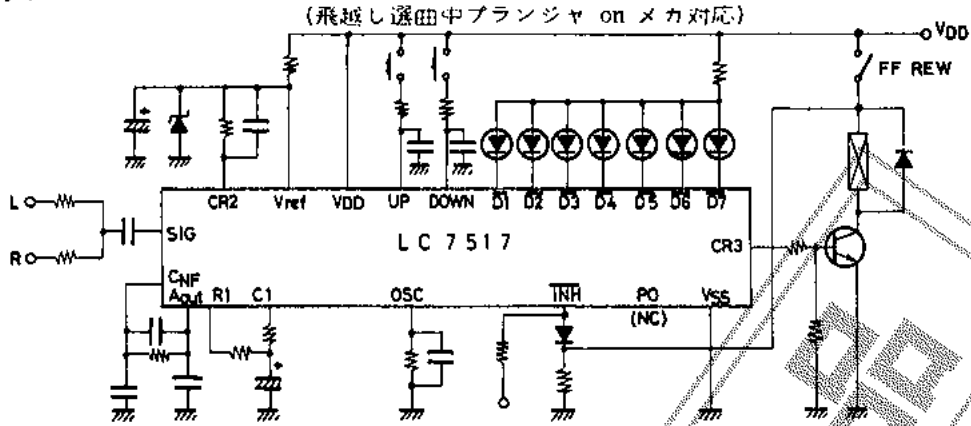 (飛越し選曲中プランジャ on メカ対応)
VDD
FF REW
CR2 Vref VDD UP DOWN D1 D2 D3 D4 D5 D6 D7
L
R
SIG
LC7517
CR3
CNF
Aout R1 C1 OSC INH PO VSS
(NC)